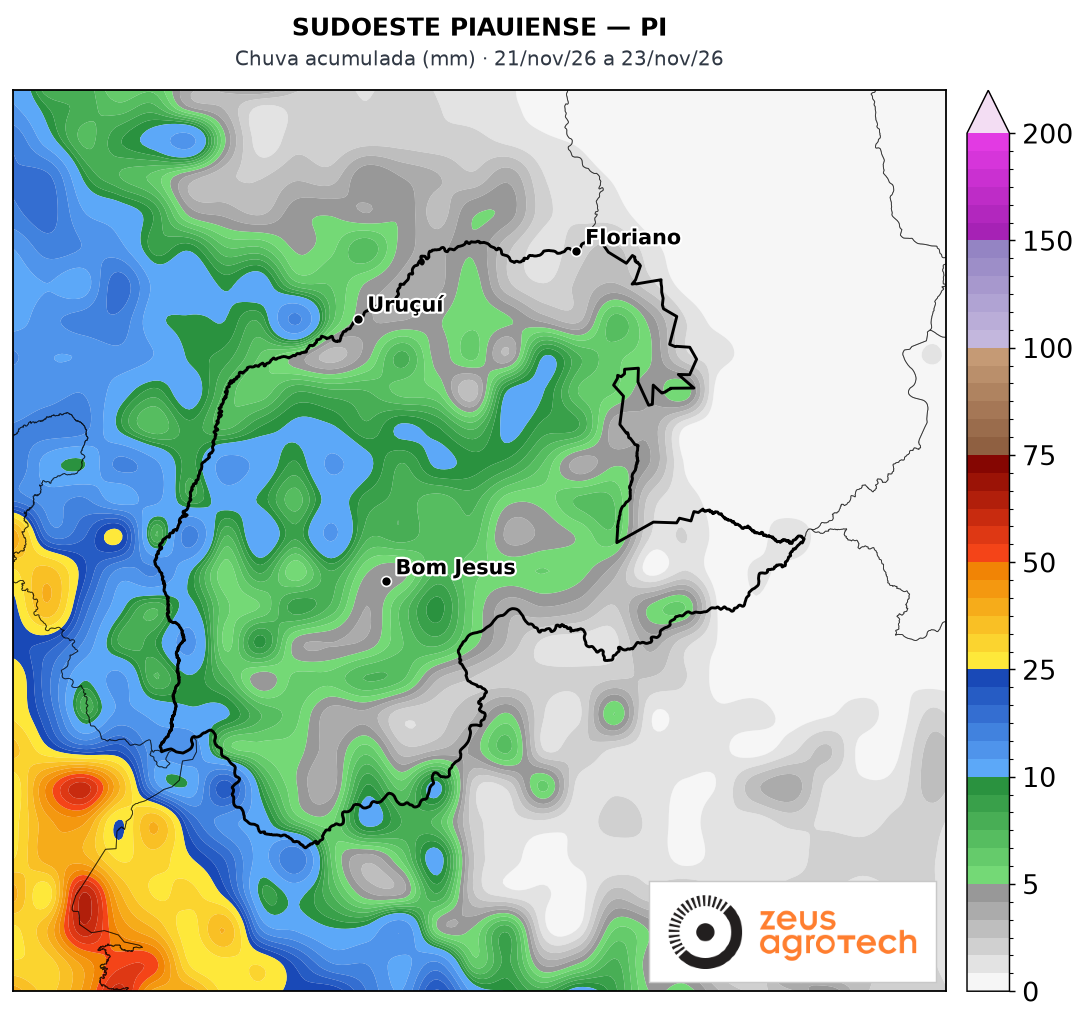 SUDOESTE PIAUIENSE — PI
Chuva acumulada (mm) · 21/nov/26 a 23/nov/26
200
150
100
75
50
25
10
5
0
Floriano
Uruçuí
Bom Jesus
zeus
agrotech